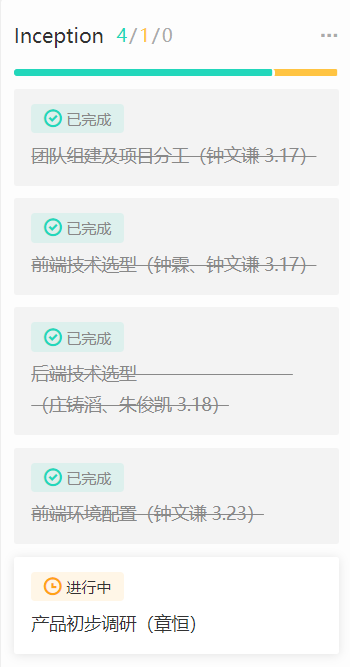 Inception 4/1/0
已完成
团队组建及项目分工（钟文谦 3.17）
已完成
前端技术选型（钟霖、钟文谦 3.17）
已完成
后端技术选型
（庄铸滔、朱俊凯 3.18）
已完成
前端环境配置（钟文谦 3.23）
进行中
产品初步调研（章恒）